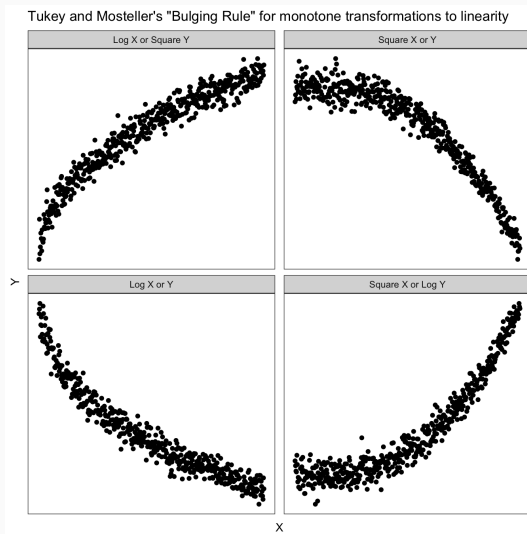 Tukey and Mosteller's "Bulging Rule" for monotone transformations to linearity
Log X or Square Y
Square X or Y
Y
Log X or Y
Square X or Log Y
X